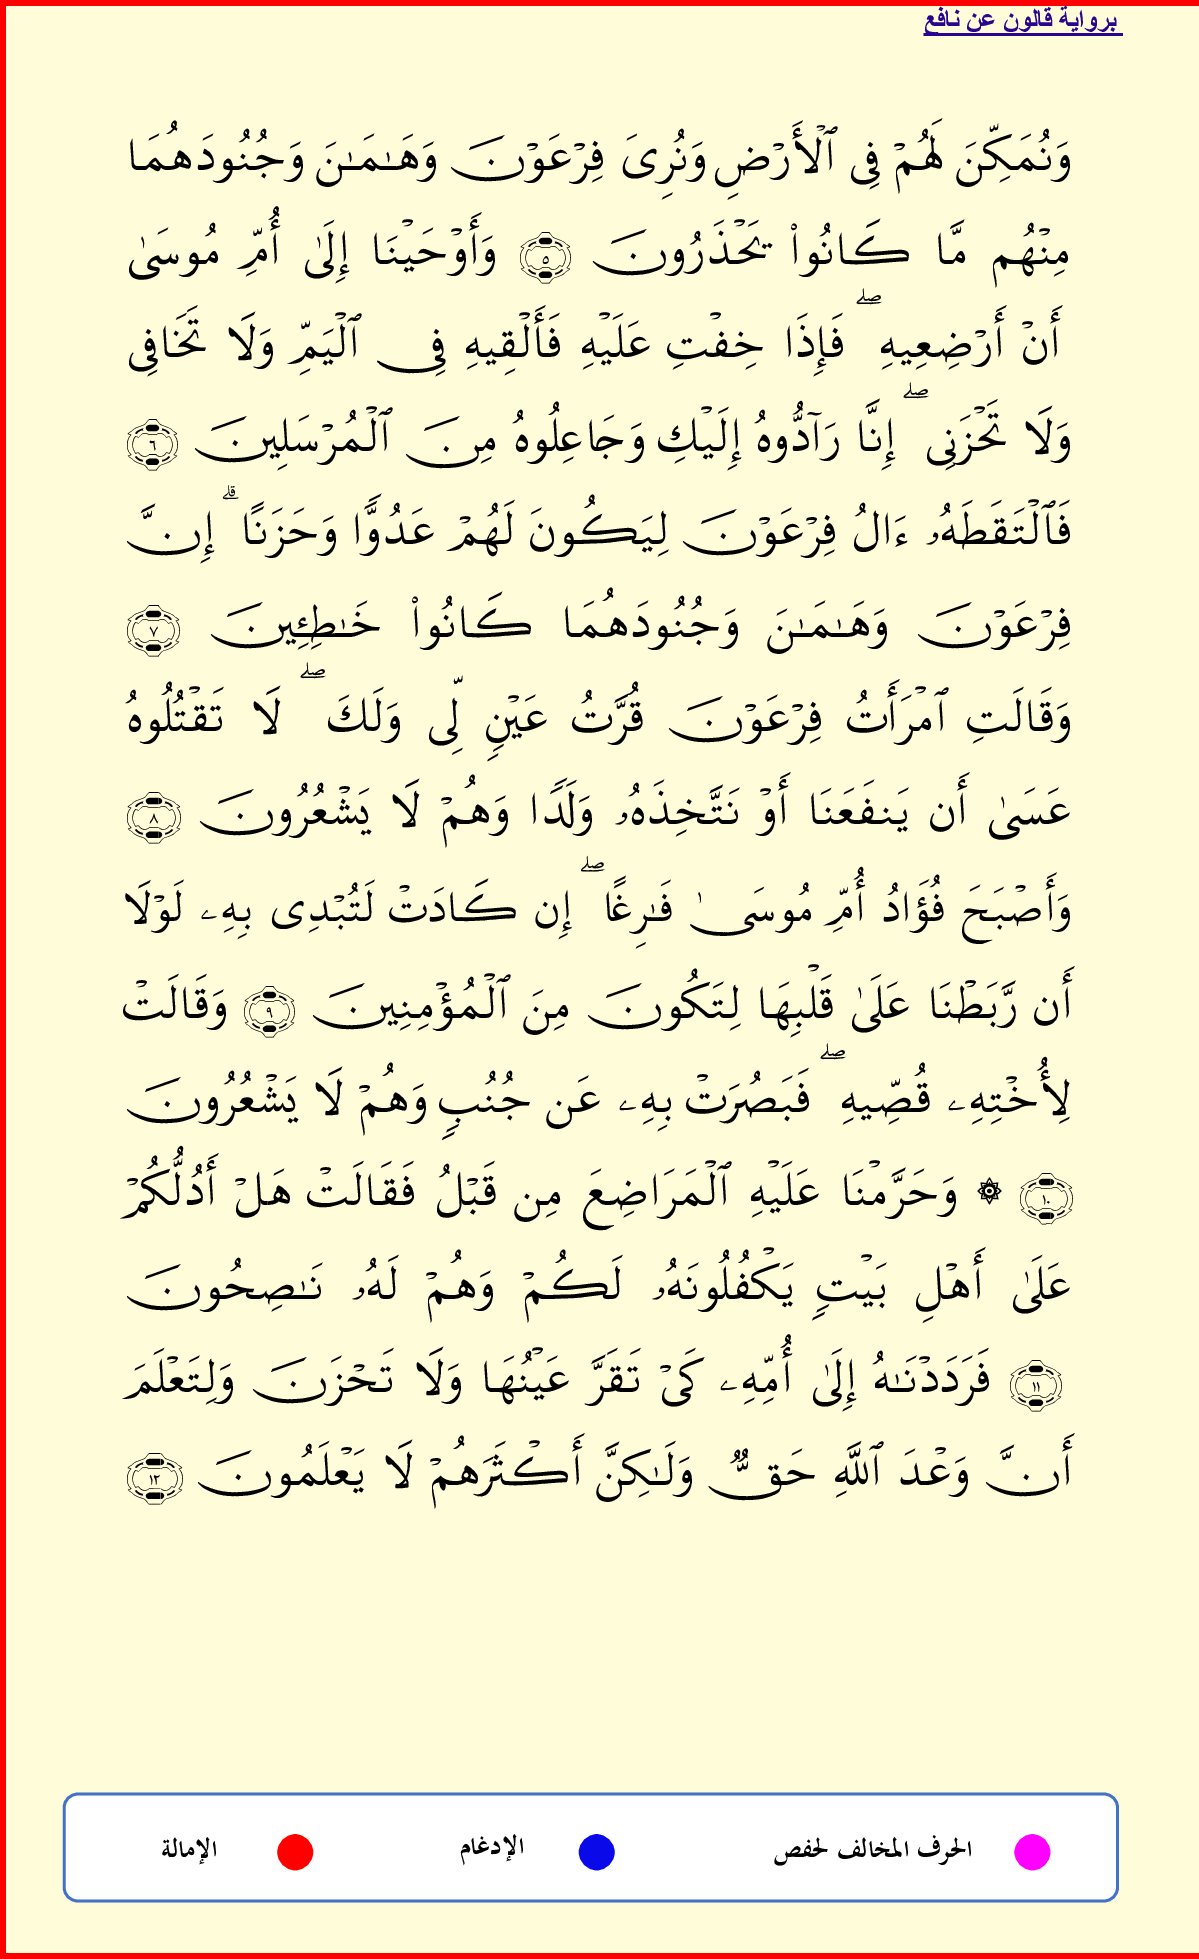 برواية قالون عن نافع
وَنُمَكِّنَ لَهُمْ فِي ٱلْأَرْضِ وَنُرِىَ فِرْعَوْنَ وَهَٰمَٰنَ وَجُنُودَهُمَا
مِنْهُم مَّا كَانُواْ يَحْذَرُونَ ٥ وَأَوْحَيْنَا إِلَىٰ أُمِّ مُوسَىٰ
أَنْ أَرْضِعِيهِ ۖ فَإِذَا خِفْتِ عَلَيْهِ فَأَلْقِيهِ فِى ٱلْيَمِّ وَلَا تَخَافِى
وَلَا تَحْزَنِى ۖ إِنَّا رَآدُّوهُ إِلَيْكِ وَجَاعِلُوهُ مِنَ ٱلْمُرْسَلِينَ ٦
فَٱلْتَقَطَهُۥ ءَالُ فِرْعَوْنَ لِيَكُونَ لَهُمْ عَدُوًّا وَحَزَنًا ۗ إِنَّ
فِرْعَوْنَ وَهَٰمَٰنَ وَجُنُودَهُمَا كَانُواْ خَٰطِـِٔينَ ٧
وَقَالَتِ ٱمْرَأَتُ فِرْعَوْنَ قُرَّتُ عَيْنٍ لِّى وَلَكَ ۖ لَا تَقْتُلُوهُ
عَسَىٰ أَن يَنفَعَنَا أَوْ نَتَّخِذَهُۥ وَلَدًا وَهُمْ لَا يَشْعُرُونَ ٨
وَأَصْبَحَ فُؤَادُ أُمِّ مُوسَىٰ فَٰرِغًا ۖ إِن كَادَتْ لَتُبْدِى بِهِۦ لَوْلَا
أَن رَّبَطْنَا عَلَىٰ قَلْبِهَا لِتَكُونَ مِنَ ٱلْمُؤْمِنِينَ ٩ وَقَالَتْ
لِأُخْتِهِۦ قُصِّيهِ ۖ فَبَصُرَتْ بِهِۦ عَن جُنُبٍ وَهُمْ لَا يَشْعُرُونَ
١٠ ۞ وَحَرَّمْنَا عَلَيْهِ ٱلْمَرَاضِعَ مِن قَبْلُ فَقَالَتْ هَلْ أَدُلُّكُمْ
عَلَىٰ أَهْلِ بَيْتٍ يَكْفُلُونَهُۥ لَكُمْ وَهُمْ لَهُۥ نَٰصِحُونَ
١١ فَرَدَدْنَٰهُ إِلَىٰ أُمِّهِۦ كَىْ تَقَرَّ عَيْنُهَا وَلَا تَحْزَنَ وَلِتَعْلَمَ
أَنَّ وَعْدَ ٱللَّهِ حَقٌّ وَلَٰكِنَّ أَكْثَرَهُمْ لَا يَعْلَمُونَ ١٢
الحرف المخالف لحفص الإدغام الإمالة